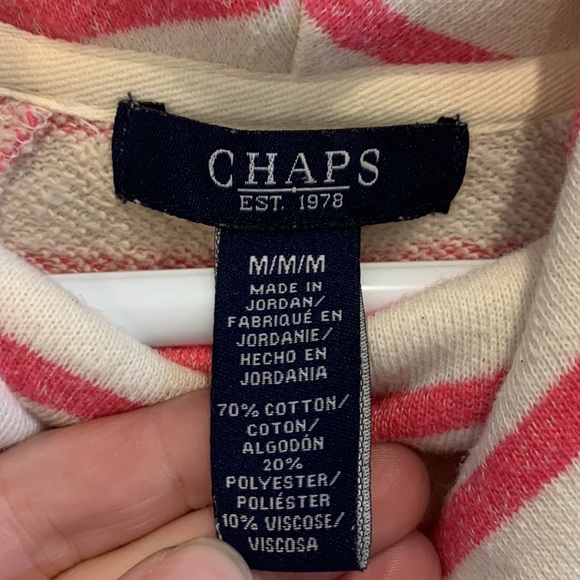 CHAPS
EST. 1978
M/M/M
MADE IN
JORDAN/
FABRIQUÉ EN
JORDANIE/
HECHO EN
JORDANIA
70% COTTON/
COTON/
ALGODÓN
20%
POLYESTER/
POLIÉSTER
10% VISCOSE/
VISCOSA